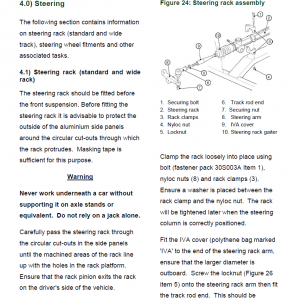 4.0) Steering
The following section contains information
on steering rack (standard and wide
track), steering wheel fitments and other
associated tasks.
4.1) Steering rack (standard and wide
rack)
The steering rack should be fitted before
the front suspension. Before fitting the
steering rack it is advisable to protect the
outside of the aluminium side panels
around the circular cut-outs through which
the rack protrudes. Masking tape is
sufficient for this purpose.
Warning
Never work underneath a car without
supporting it on axle stands or
equivalent. Do not rely on a jack alone.
Carefully pass the steering rack through
the circular cut-outs in the side panels
until the machined areas of the rack line
up with the holes in the rack platform.
Ensure that the rack pinion exits the rack
on the driver's side of the vehicle.
Figure 24: Steering rack assembly
1. Securing bolt
2. Steering rack
3. Rack clamps
4. Nyloc nut
5. Locknut
6. Track rod end
7. Securing nut
8. Steering arm
9. IVA cover
10. Steering rack gaiter
Clamp the rack loosely into place using
bolt (fastener pack 30S003A item 1),
nyloc nuts (8) and rack clamps (3).
Ensure a washer is placed between the
rack clamp and the nyloc nut. The rack
will be tightened later when the steering
column is correctly positioned.
Fit the IVA cover (polythene bag marked
'IVA' to the end of the steering rack arm,
ensure that the larger diameter is
outboard. Screw the locknut (Figure 26
item 5) onto the steering arm then fit
the track rod end. This should be